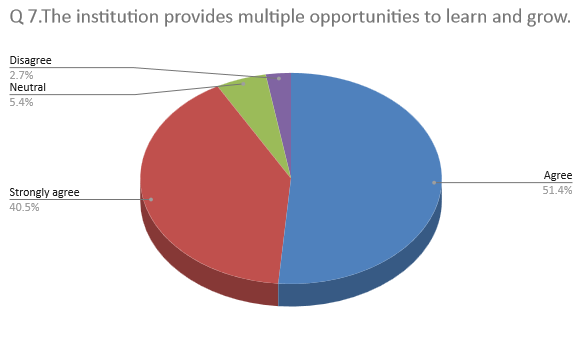 Q 7.The institution provides multiple opportunities to learn and grow.
Disagree
2.7%
Neutral
5.4%
Agree
51.4%
Strongly agree
40.5%